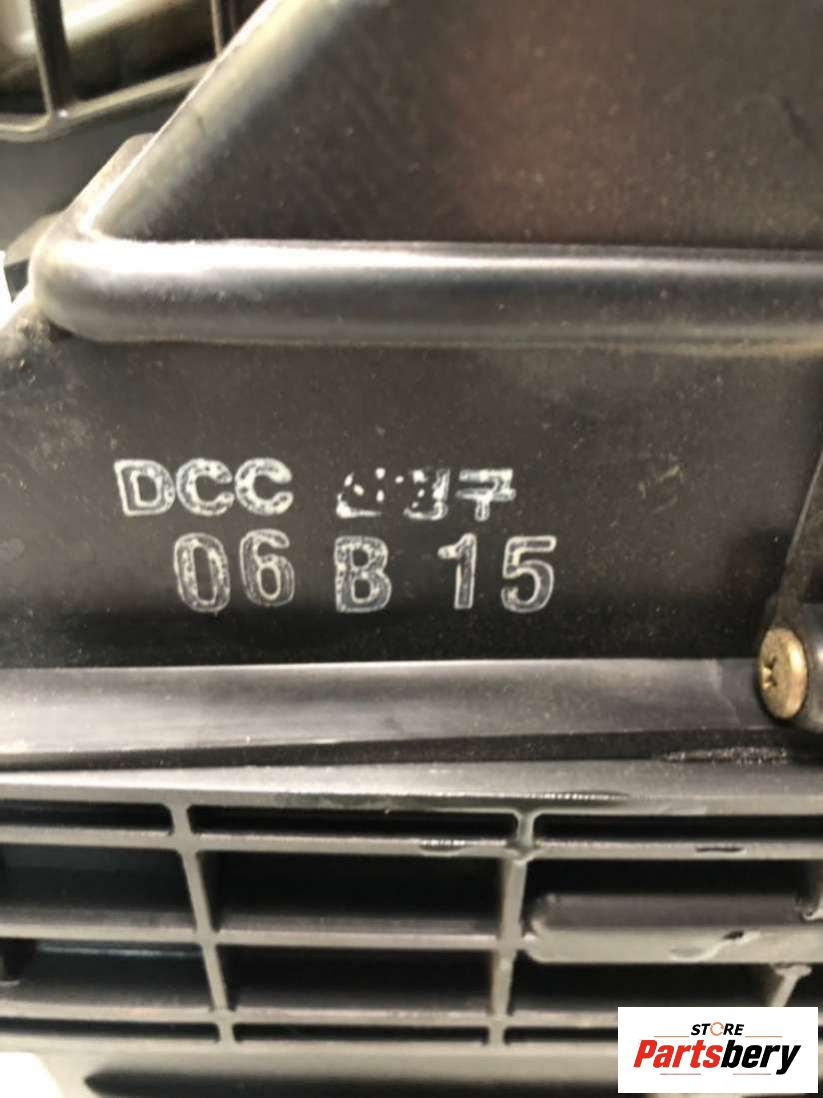 DCC
06 B 15
STORE
Partsbery